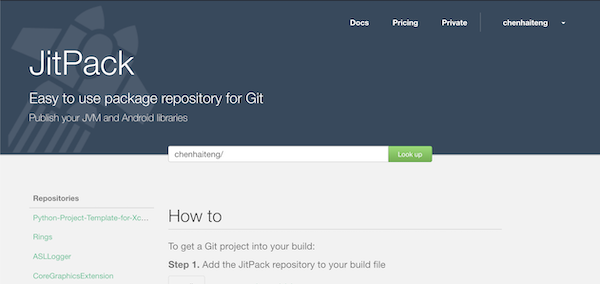 Docs Pricing Private chenhaiteng
JitPack
Easy to use package repository for Git
Publish your JVM and Android libraries
chenhaiteng/ Look up
Repositories
Python-Project-Template-for-Xc...
Rings
ASLLogger
CoreGraphicsExtension
How to
To get a Git project into your build:
Step 1. Add the JitPack repository to your build file